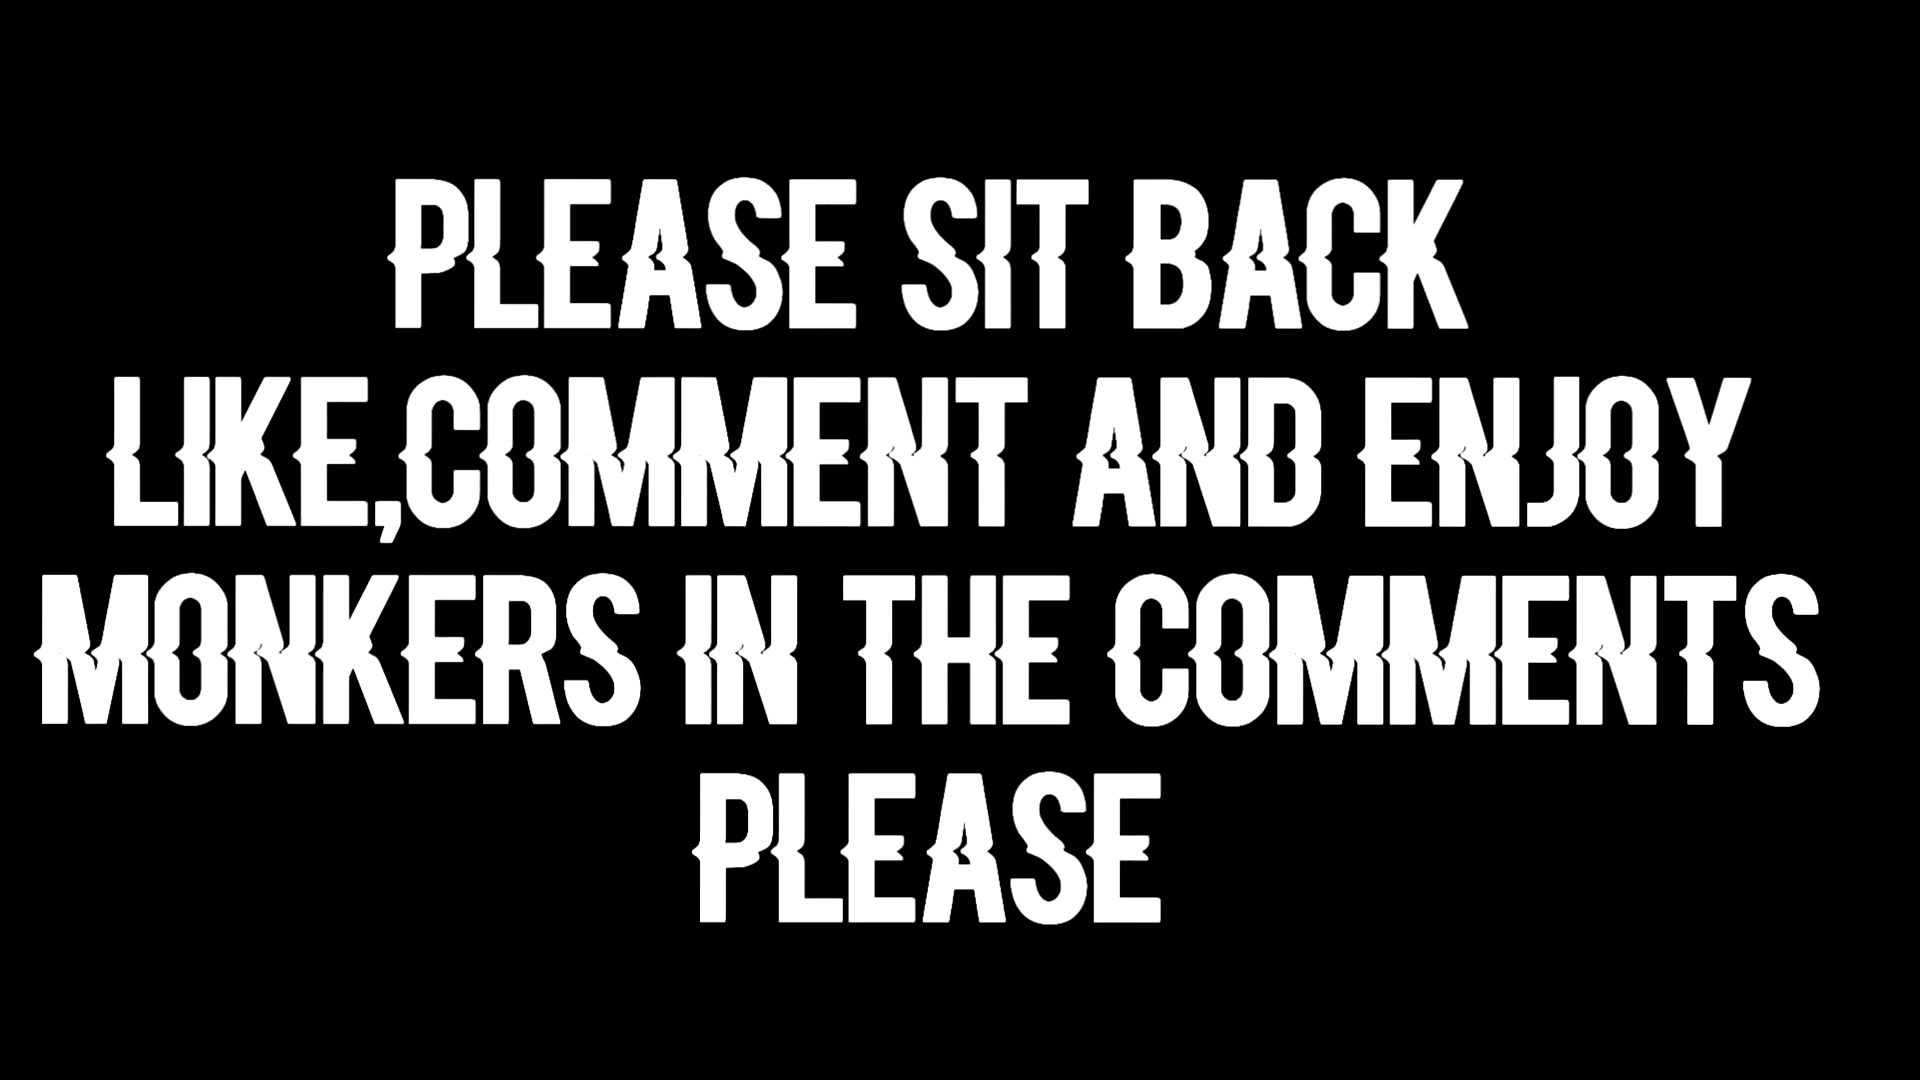 PLEASE SIT BACK
LIKE,COMMENT AND ENJOY
MONKERS IN THE COMMENTS
PLEASE